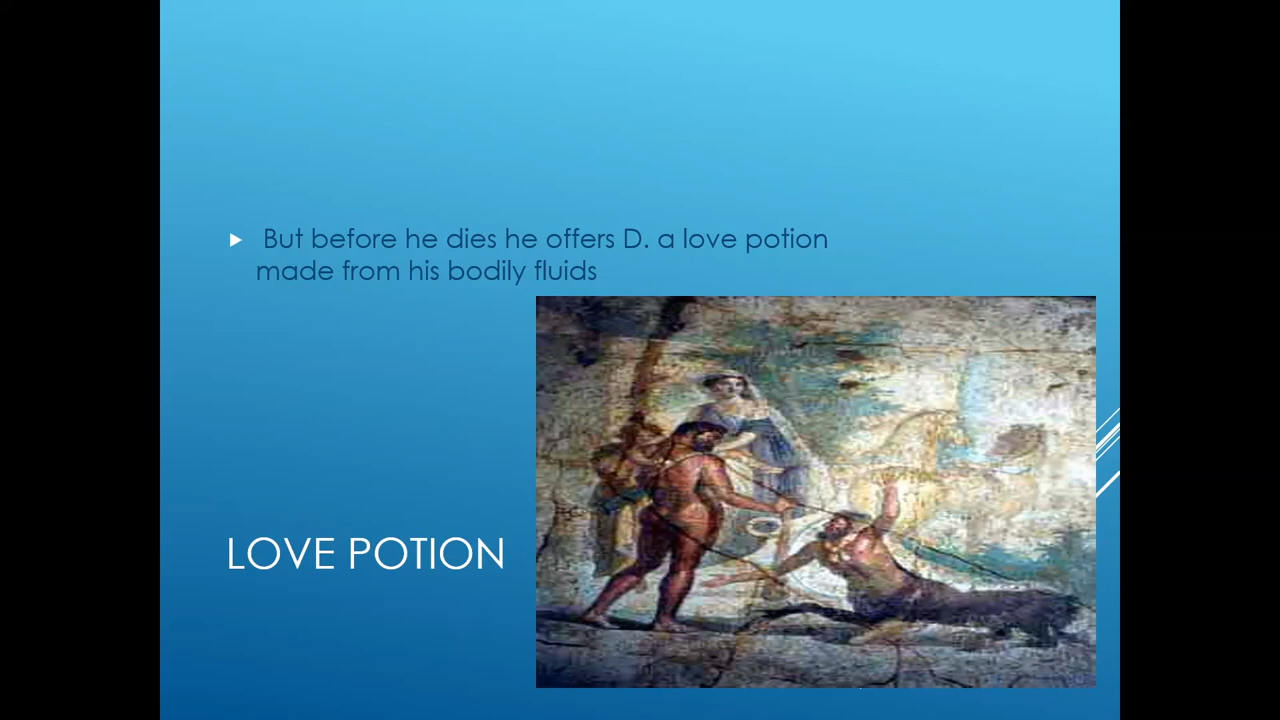 But before he dies he offers D. a love potion
made from his bodily fluids
LOVE POTION